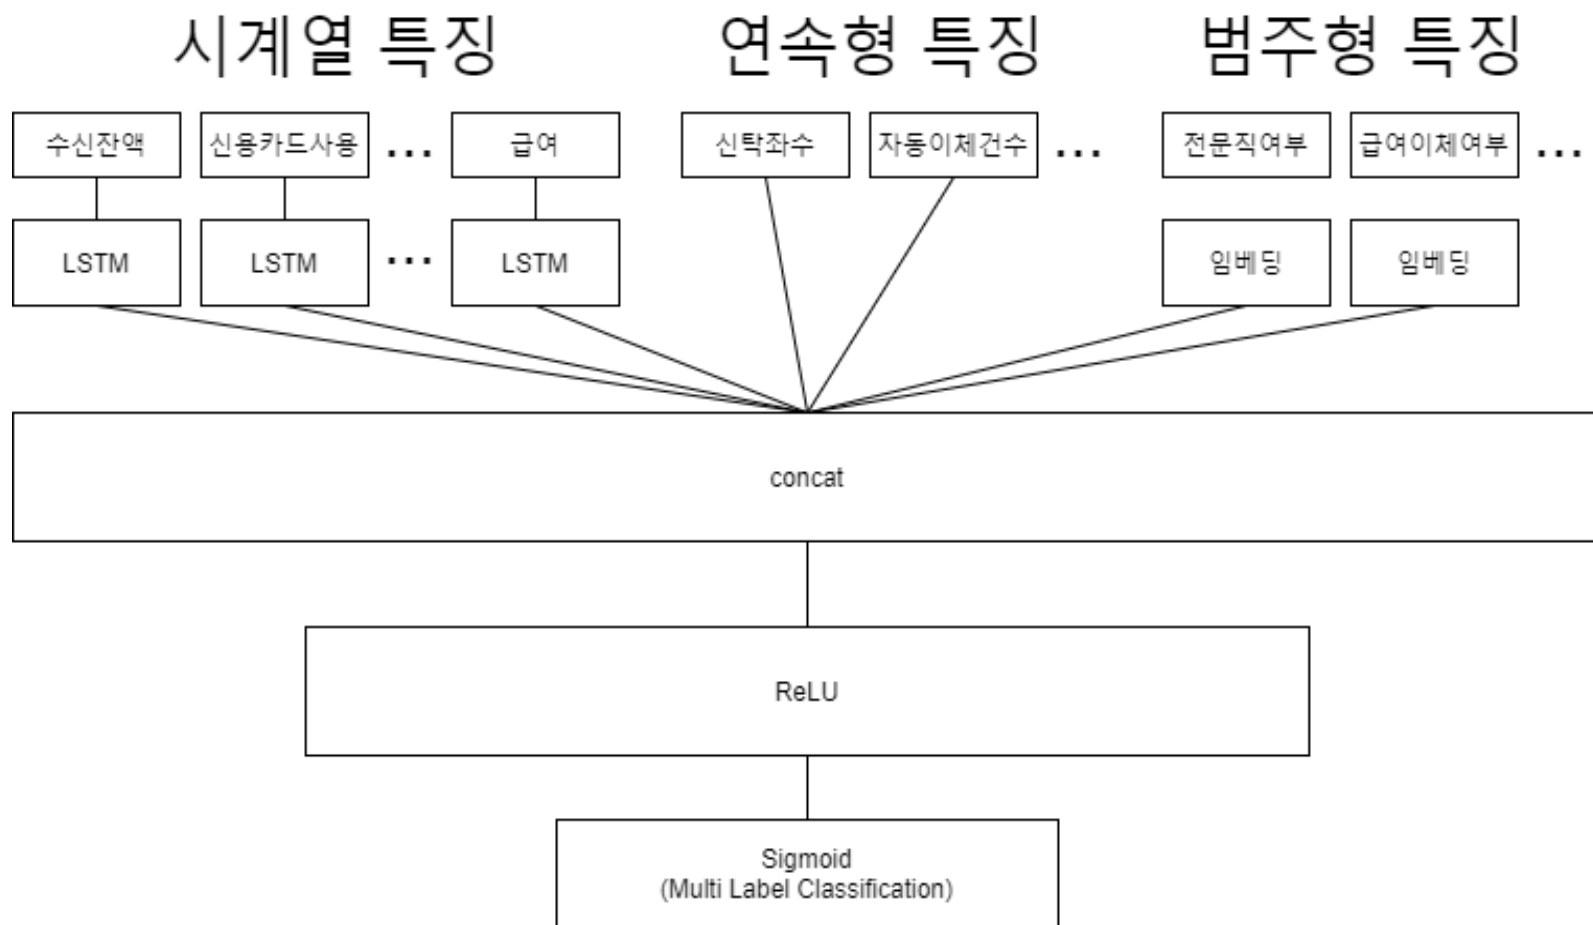 시계열 특징
연속형 특징
범주형 특징
수신잔액
신용카드사용
...
급여
신탁좌수
자동이체건수
...
전문직여부
급여이체여부
...
LSTM
LSTM
...
LSTM
임베딩
임베딩
concat
ReLU
Sigmoid
(Multi Label Classification)